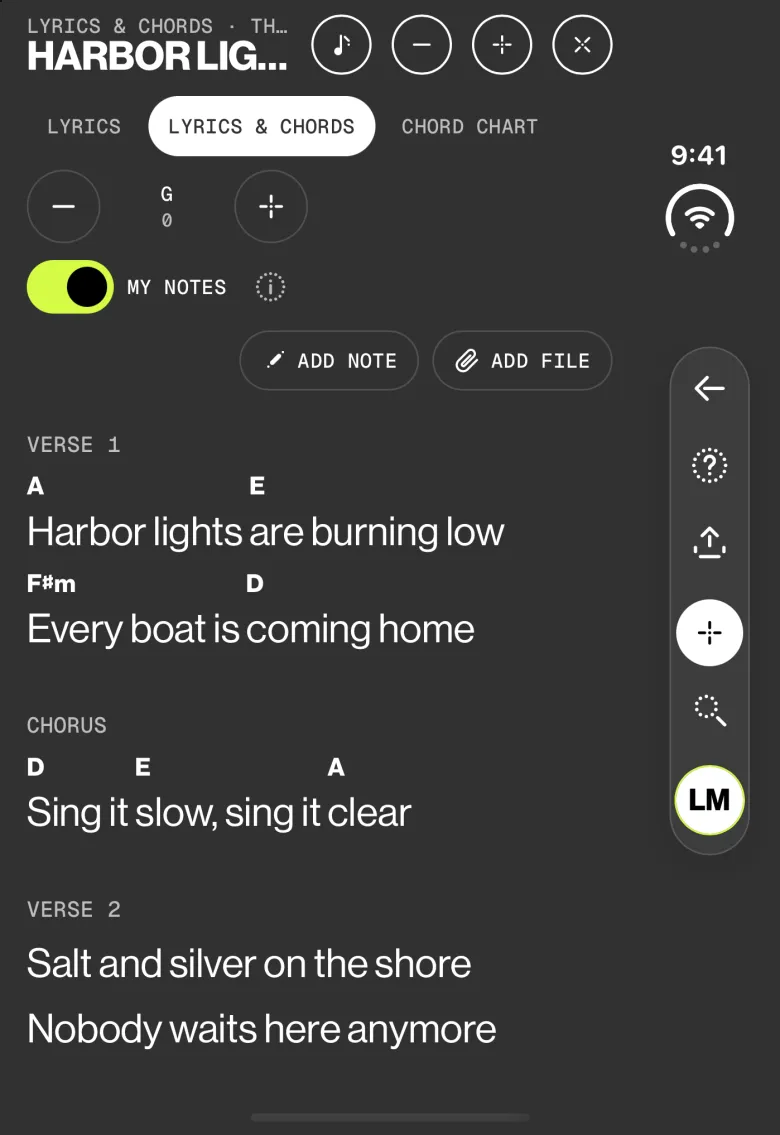 LYRICS & CHORDS · TH…
HARBOR LIG…
LYRICS
LYRICS & CHORDS
CHORD CHART
9:41
G
0
MY NOTES
ADD NOTE
ADD FILE
VERSE 1
A E
Harbor lights are burning low
F#m D
Every boat is coming home
CHORUS
D E A
Sing it slow, sing it clear
LM
VERSE 2
Salt and silver on the shore
Nobody waits here anymore